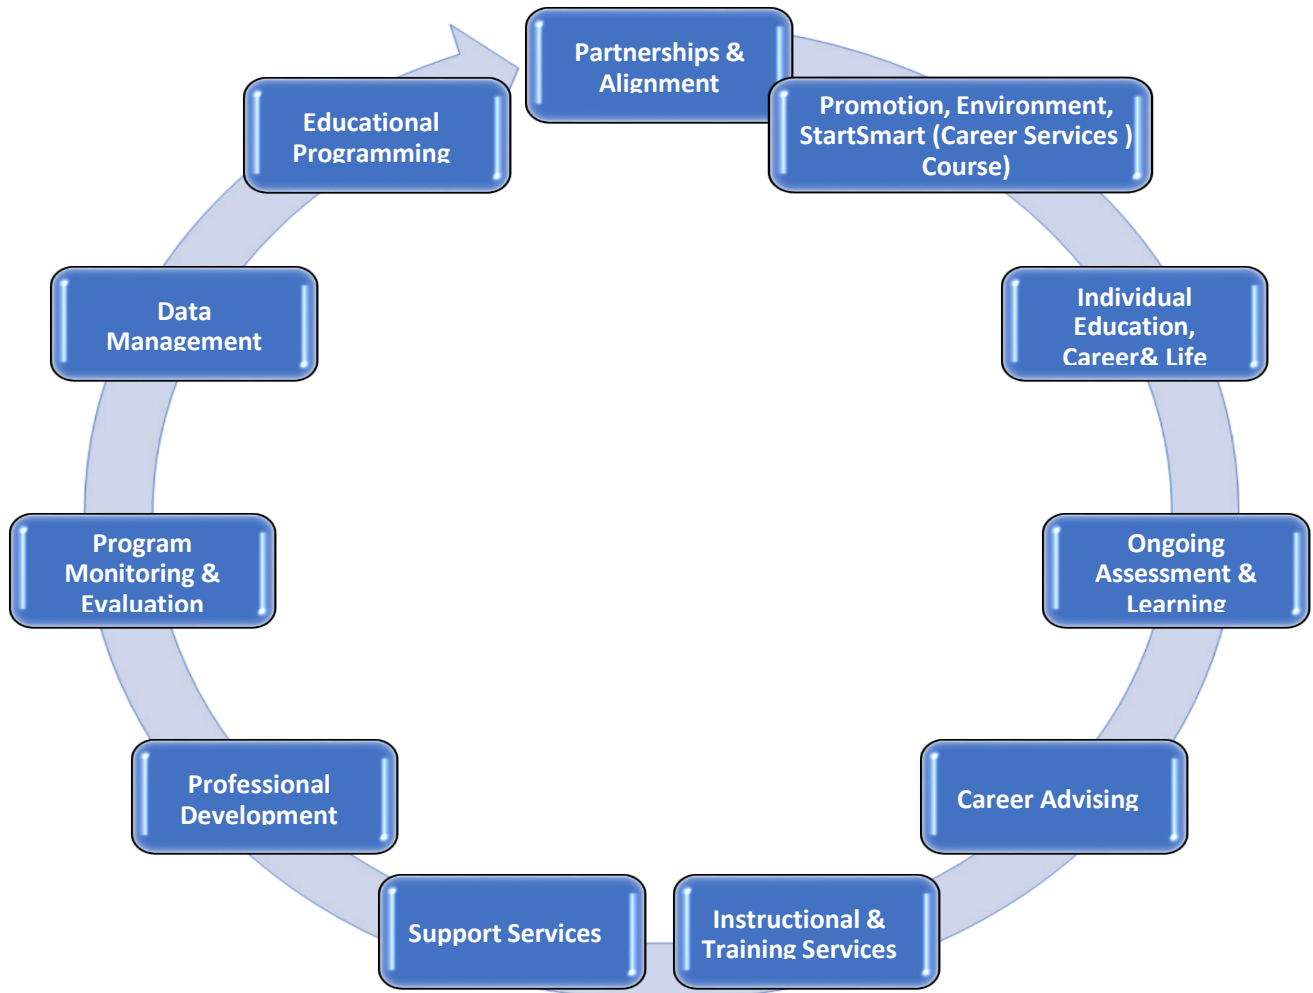 Partnerships &
Alignment
Promotion, Environment,
StartSmart (Career Services )
Course)
Individual
Education,
Career& Life
Ongoing
Assessment &
Learning
Career Advising
Instructional &
Training Services
Support Services
Professional
Development
Program
Monitoring &
Evaluation
Data
Management
Educational
Programming